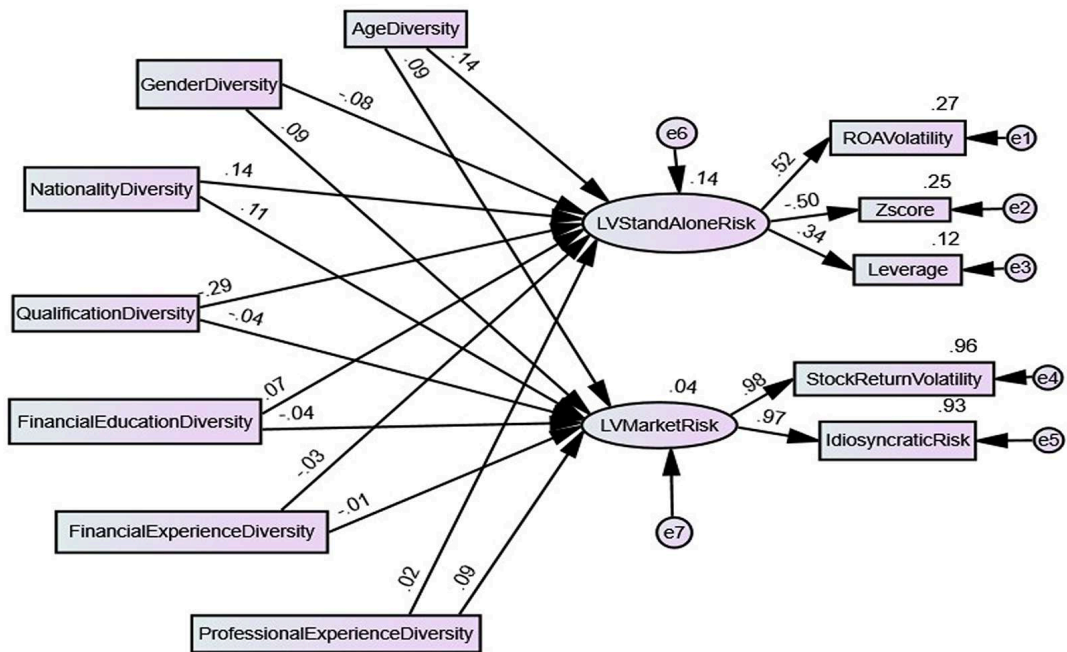 AgeDiversity
.14
.09
GenderDiversity
-.08
.09
NationalityDiversity
.14
.11
QualificationDiversity
-.29
-.04
FinancialEducationDiversity
.07
-.04
FinancialExperienceDiversity
-.03
-.01
ProfessionalExperienceDiversity
.02
.09
e6
.14
LVStandAloneRisk
.52
-.50
.34
.27
ROAVolatility
e1
.25
Zscore
e2
.12
Leverage
e3
.04
LVMarketRisk
e7
.98
.97
.96
StockReturnVolatility
e4
.93
IdiosyncraticRisk
e5